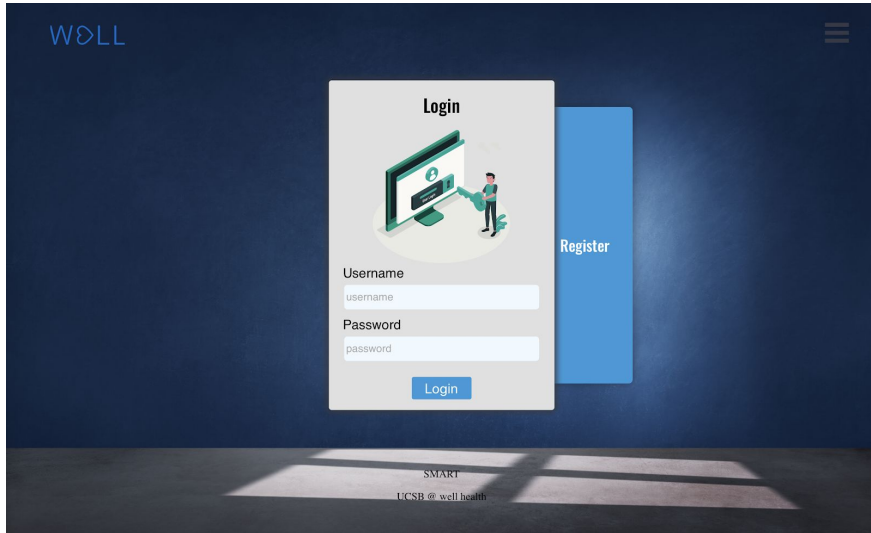 WELL
Login
Register
Username
username
Password
password
Login
SMART
UCSB @ well health